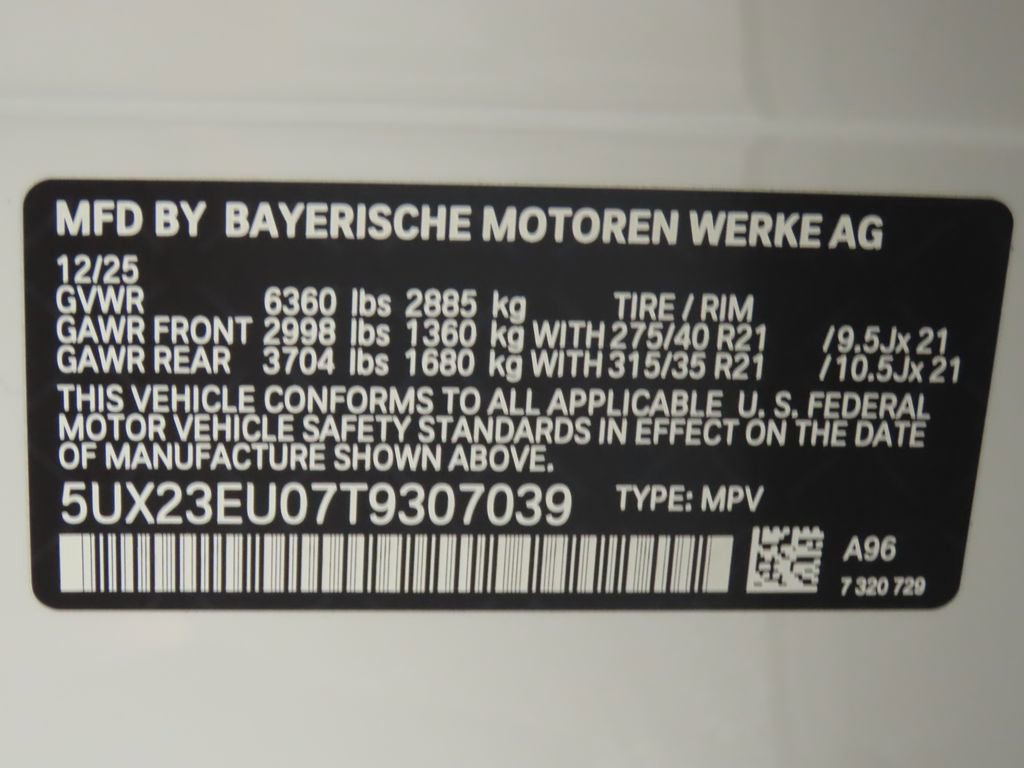 MFD BY BAYERISCHE MOTOREN WERKE AG
12/25
GVWR 6360 lbs 2885 kg TIRE / RIM
GAWR FRONT 2998 lbs 1360 kg WITH 275/40 R21 /9.5Jx 21
GAWR REAR 3704 lbs 1680 kg WITH 315/35 R21 /10.5Jx 21
THIS VEHICLE CONFORMS TO ALL APPLICABLE U. S. FEDERAL
MOTOR VEHICLE SAFETY STANDARDS IN EFFECT ON THE DATE
OF MANUFACTURE SHOWN ABOVE.
5UX23EU07T9307039 TYPE: MPV
A96
7 320 729